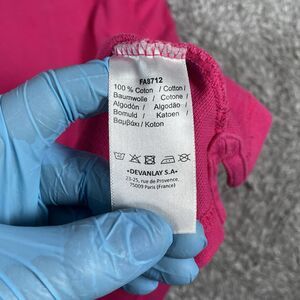 FA8712
100 % Coton / Cotton /
Baumwolle / Cotone /
Algodón / Algodão /
Bomuld / Katoen /
Βαμβάκι / Koton
•DEVANLAY S.A•
23-25, rue de Provence,
75009 Paris (France)